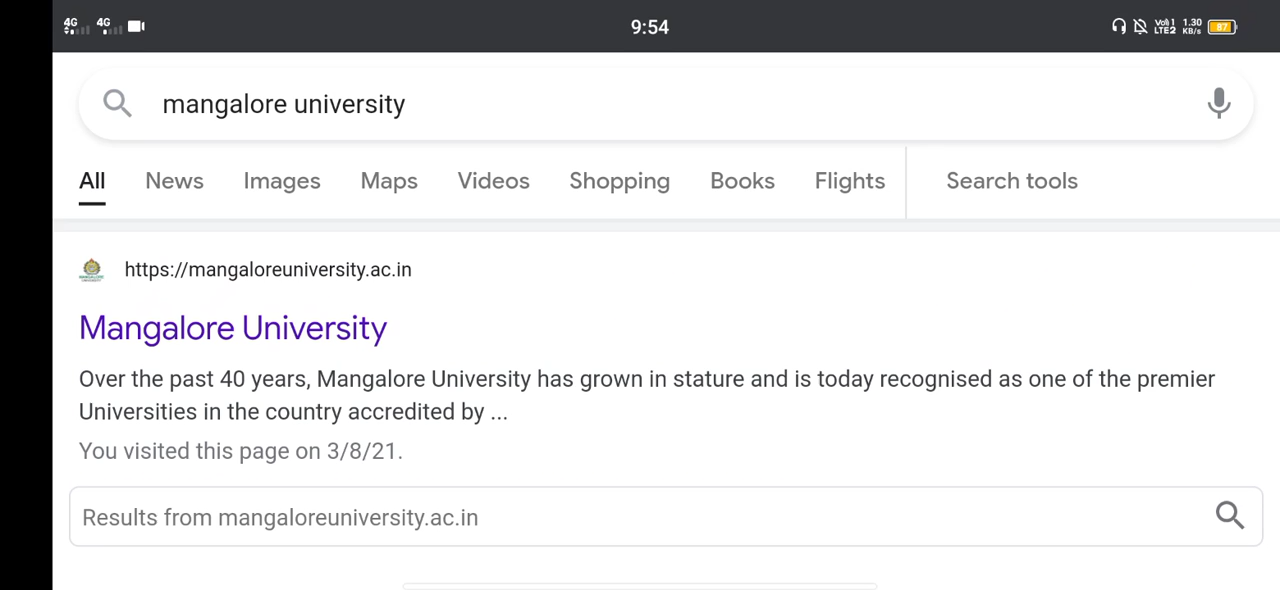 4G 4G 9:54 Vo))1 LTE2 1.30 KB/s 87
mangalore university
All News Images Maps Videos Shopping Books Flights Search tools
https://mangaloreuniversity.ac.in
Mangalore University
Over the past 40 years, Mangalore University has grown in stature and is today recognised as one of the premier
Universities in the country accredited by ...
You visited this page on 3/8/21.
Results from mangaloreuniversity.ac.in